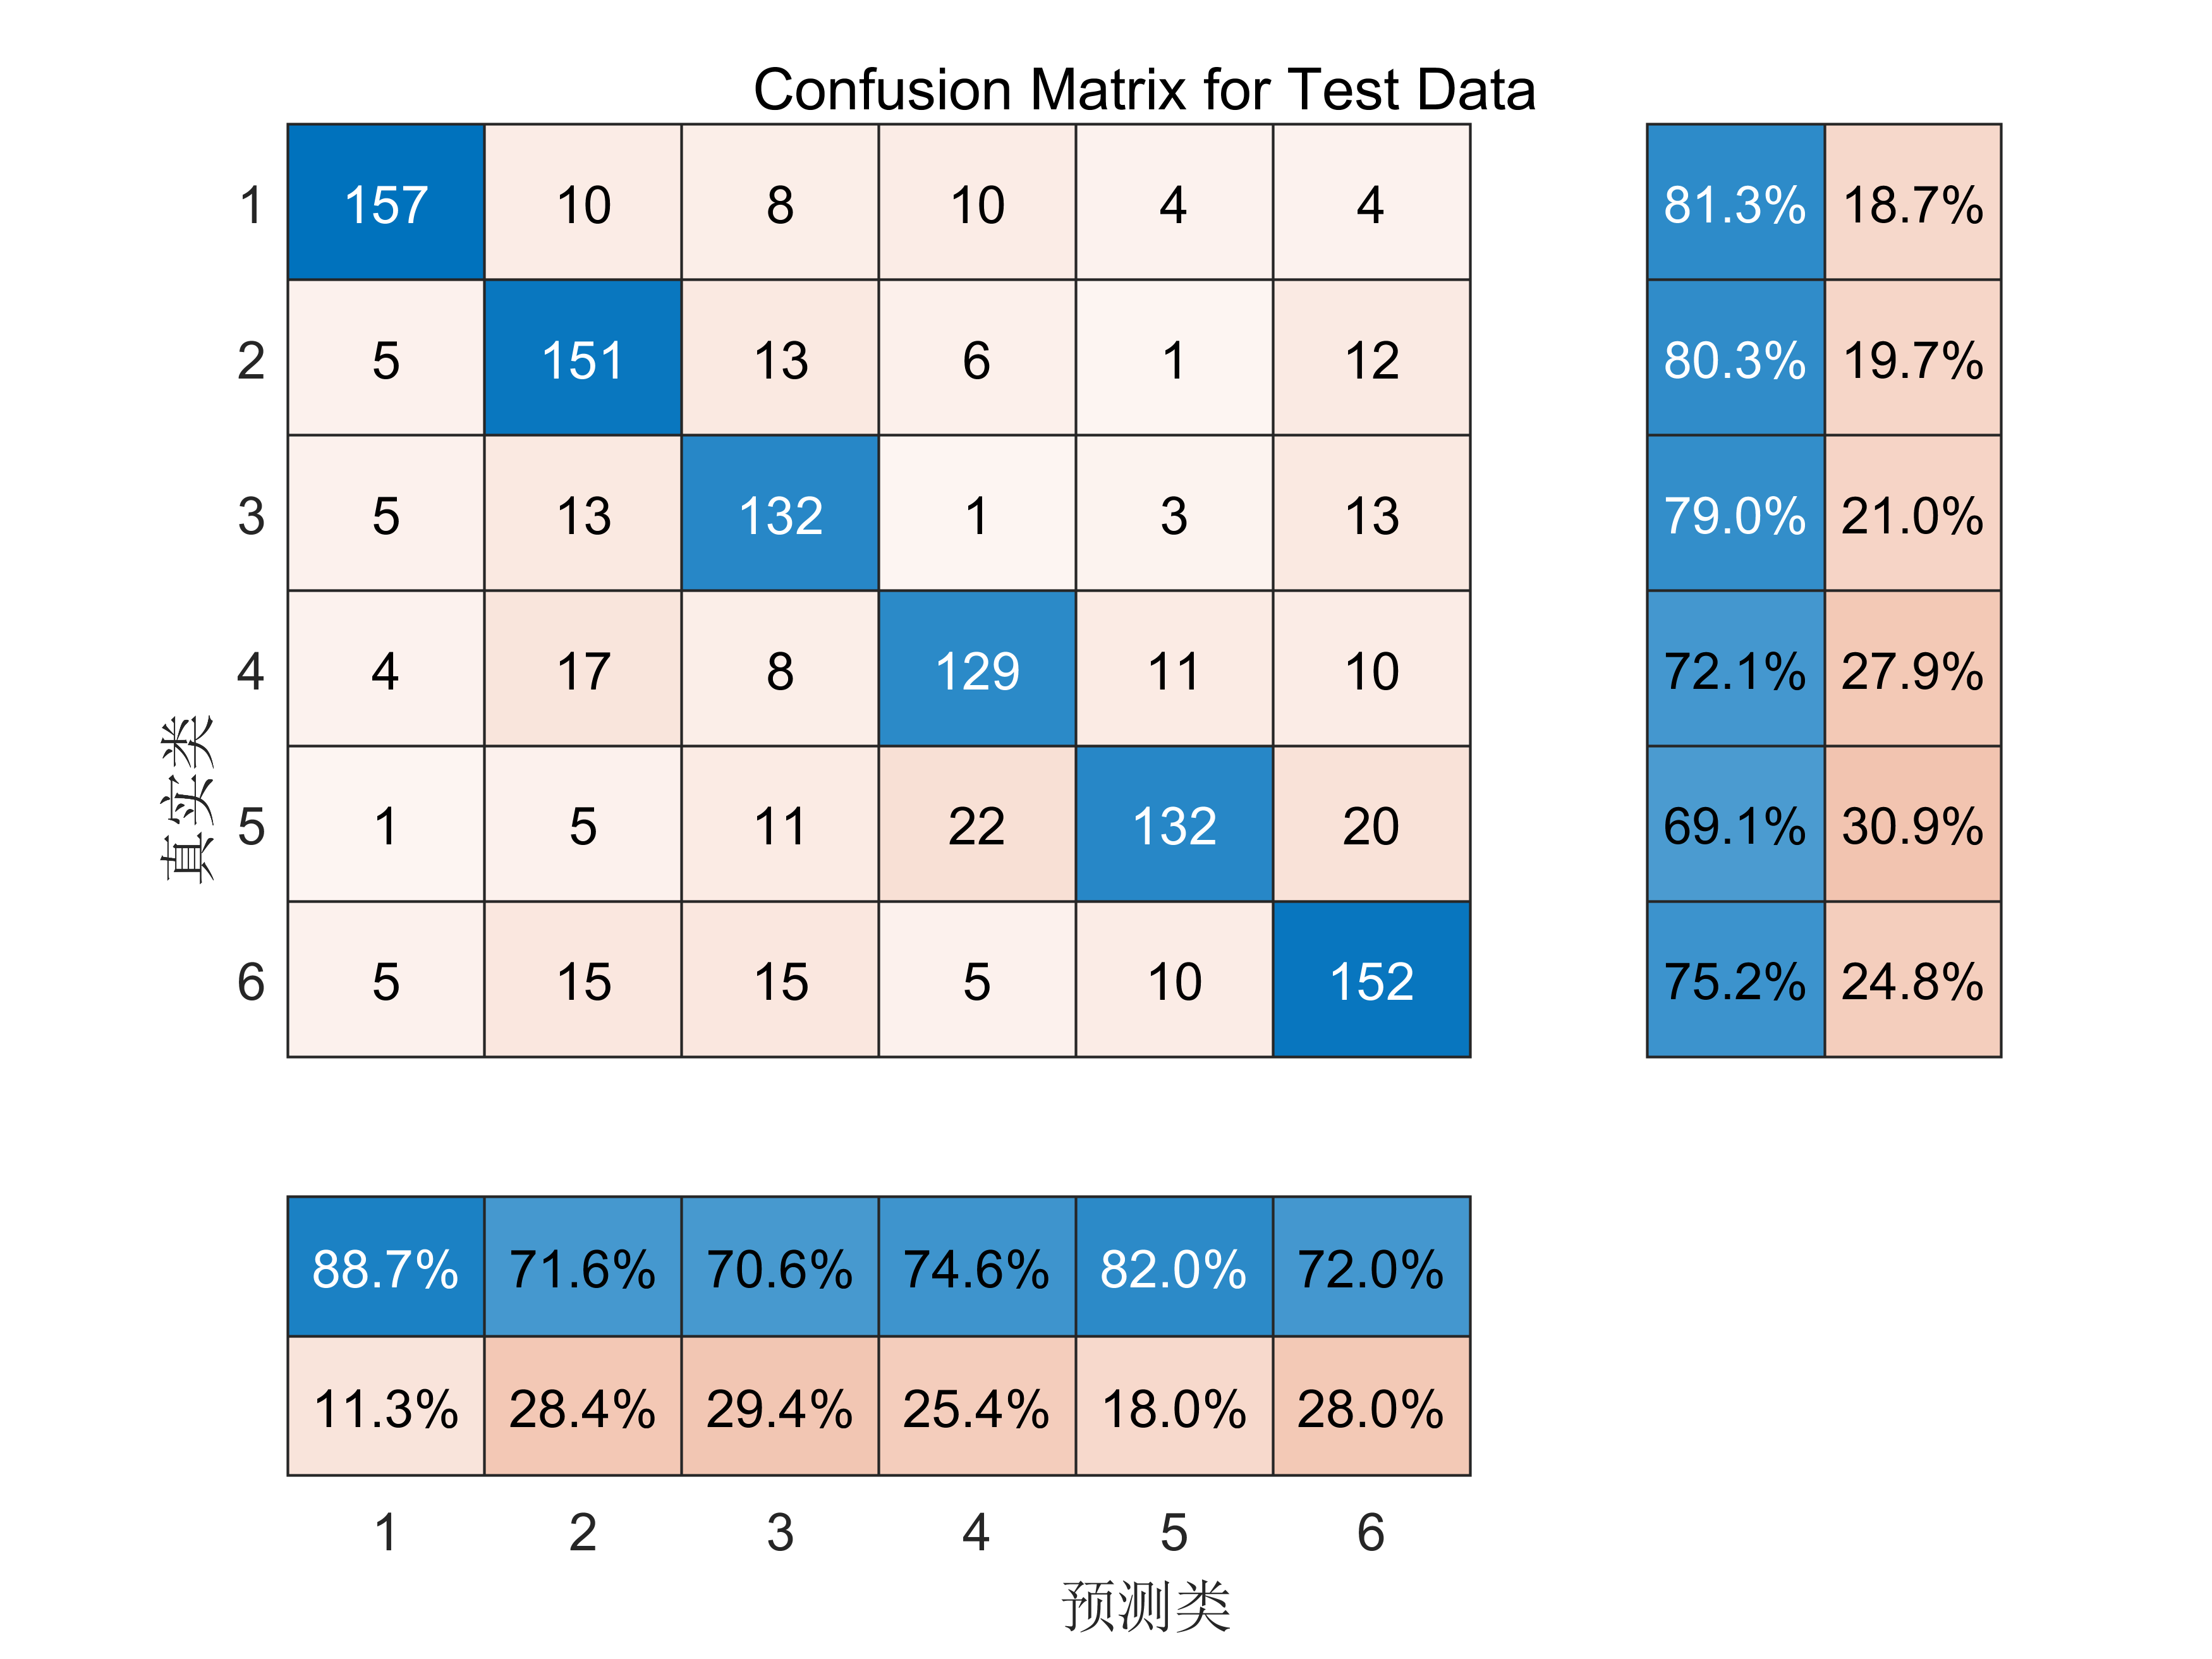 Confusion Matrix for Test Data
1 157 10 8 10 4 4 81.3% 18.7%
2 5 151 13 6 1 12 80.3% 19.7%
3 5 13 132 1 3 13 79.0% 21.0%
4 4 17 8 129 11 10 72.1% 27.9%
5 1 5 11 22 132 20 69.1% 30.9%
6 5 15 15 5 10 152 75.2% 24.8%
真实类
88.7% 71.6% 70.6% 74.6% 82.0% 72.0%
11.3% 28.4% 29.4% 25.4% 18.0% 28.0%
1 2 3 4 5 6
预测类